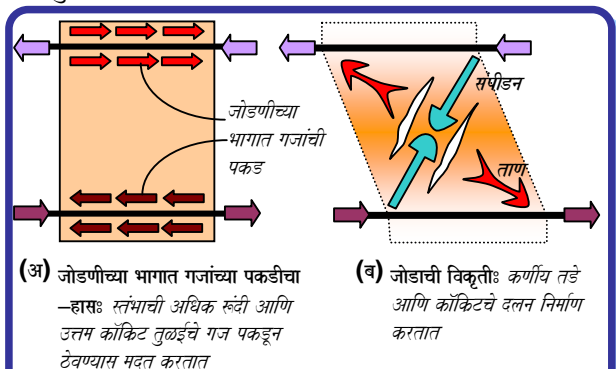 जोडणीच्या
भागात गजांची
पकड
संपीडन
ताण
(अ) जोडणीच्या भागात गजांच्या पकडीचा
–हासः स्तंभाची अधिक रूंदी आणि
उत्तम काँकिट तुळईचे गज पकडून
ठेवण्यास मदत करतात
(ब) जोडाची विकृतीः कर्णीय तडे
आणि काँकिटचे दलन निर्माण
करतात